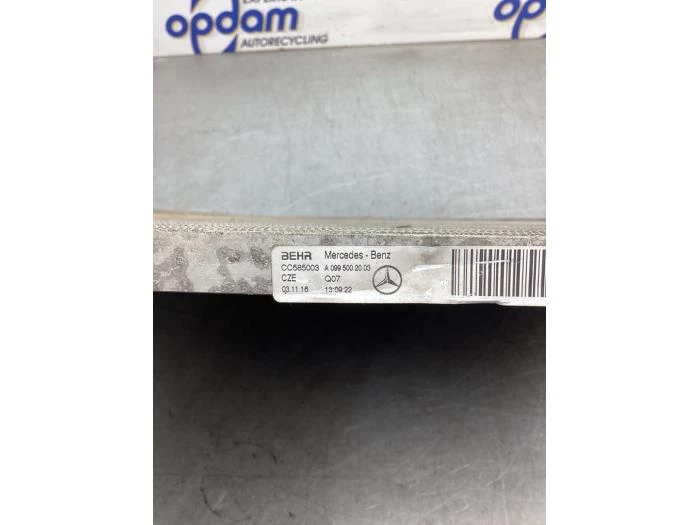 opdam
AUTORECYCLING
BEHR Mercedes - Benz
CC585003 A 099 500 20 03
CZE Q07
03.11.16 13:09:22